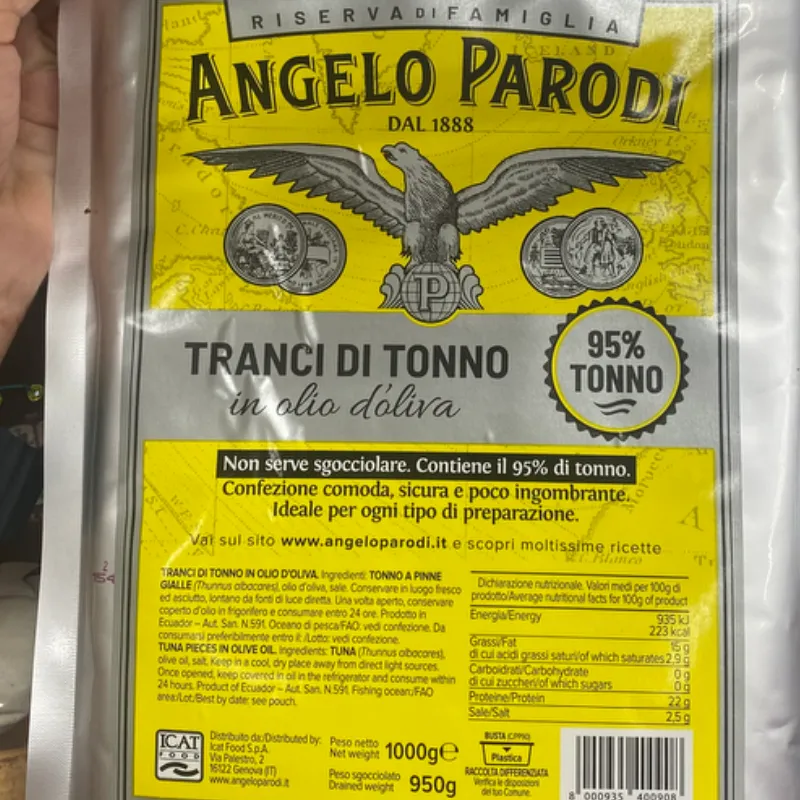 RISERVA DI FAMIGLIA
ICELAND
ANGELO PARODI
DAL 1888
Orkney I.
P
TRANCI DI TONNO
in olio d'oliva
95%
TONNO
Non serve sgocciolare. Contiene il 95% di tonno.
Confezione comoda, sicura e poco ingombrante.
Ideale per ogni tipo di preparazione.
Vai sul sito www.angeloparodi.it e scopri moltissime ricette
TRANCI DI TONNO IN OLIO D'OLIVA. Ingredienti: TONNO A PINNE
GIALLE (Thunnus albacares), olio d'oliva, sale. Conservare in luogo fresco
ed asciutto, lontano da fonti di luce diretta. Una volta aperto, conservare
coperto d'olio in frigorifero e consumare entro 24 ore. Prodotto in
Ecuador – Aut. San. N.591. Oceano di pesca/FAO: vedi confezione. Da
consumarsi preferibilmente entro il: /Lotto: vedi confezione.
TUNA PIECES IN OLIVE OIL. Ingredients: TUNA (Thunnus albacares),
olive oil, salt. Keep in a cool, dry place away from direct light sources.
Once opened, keep covered in oil in the refrigerator and consume within
24 hours. Product of Ecuador – Aut. San. N.591. Fishing ocean/FAO
area:/Lot:/Best by date: see pouch.
Dichiarazione nutrizionale. Valori medi per 100g di
prodotto/Average nutritional facts for 100g of product
Energia/Energy 935 kJ
223 kcal
Grassi/Fat 15 g
di cui acidi grassi saturi/of which saturates 2,9 g
Carboidrati/Carbohydrate 0 g
di cui zuccheri/of which sugars 0 g
Proteine/Protein 22 g
Sale/Salt 2,5 g
ICAT
FOOD
Distribuito da:/Distributed by:
Icat Food S.p.A.
Via Palestro, 2
16122 Genova (IT)
www.angeloparodi.it
Peso netto
Net weight 1000g e
Peso sgocciolato
Drained weight 950g
BUSTA (CPP90)
Plastica
RACCOLTA DIFFERENZIATA
Verifica le disposizioni
del tuo Comune.
8 000935 400908